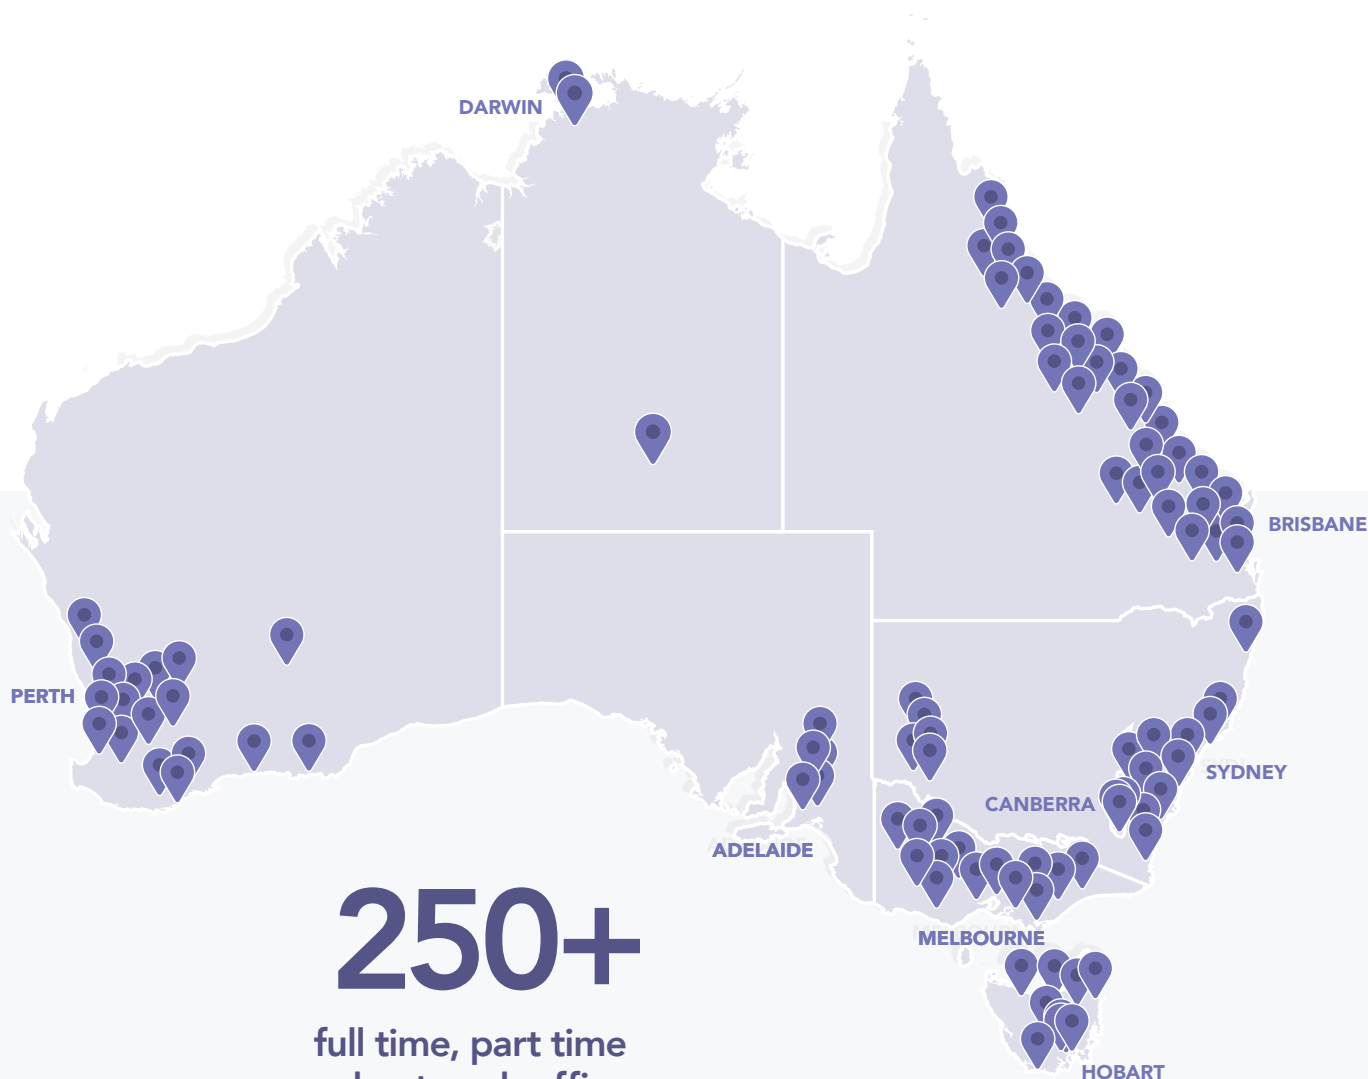 DARWIN
BRISBANE
PERTH
SYDNEY
CANBERRA
ADELAIDE
250+
MELBOURNE
full time, part time
HOBART